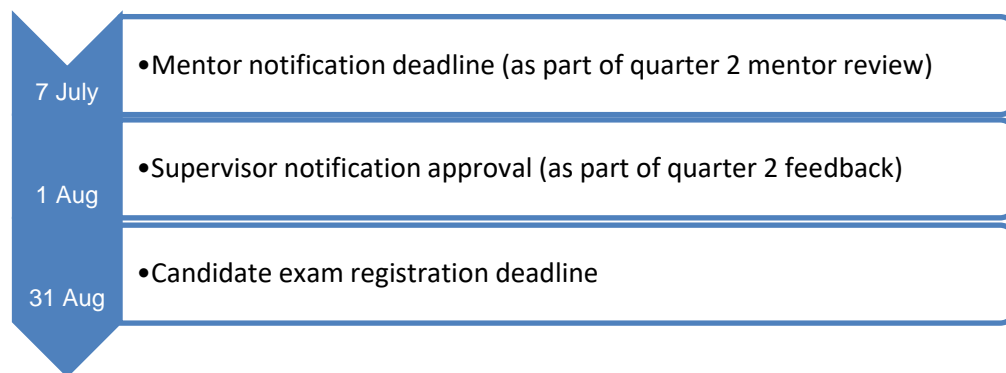 7 July
•Mentor notification deadline (as part of quarter 2 mentor review)
1 Aug
•Supervisor notification approval (as part of quarter 2 feedback)
31 Aug
•Candidate exam registration deadline